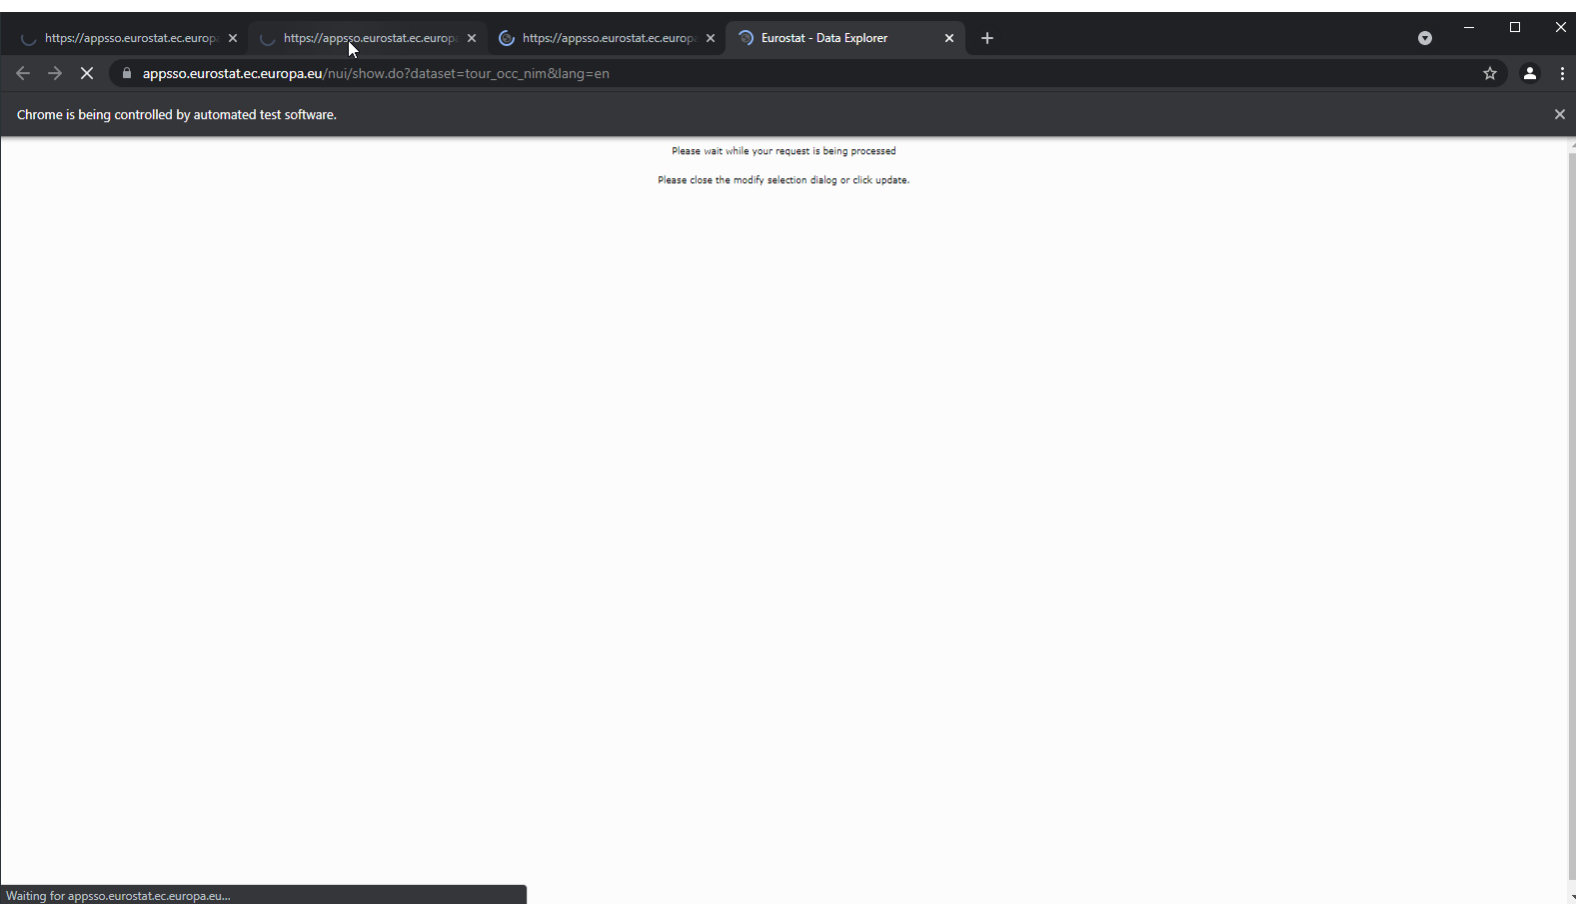 https://appsso.eurostat.ec.europ
https://appsso.eurostat.ec.europ
https://appsso.eurostat.ec.europ
Eurostat - Data Explorer
appsso.eurostat.ec.europa.eu/nui/show.do?dataset=tour_occ_nim&lang=en
Chrome is being controlled by automated test software.
Please wait while your request is being processed
Please close the modify selection dialog or click update.
Waiting for appsso.eurostat.ec.europa.eu...